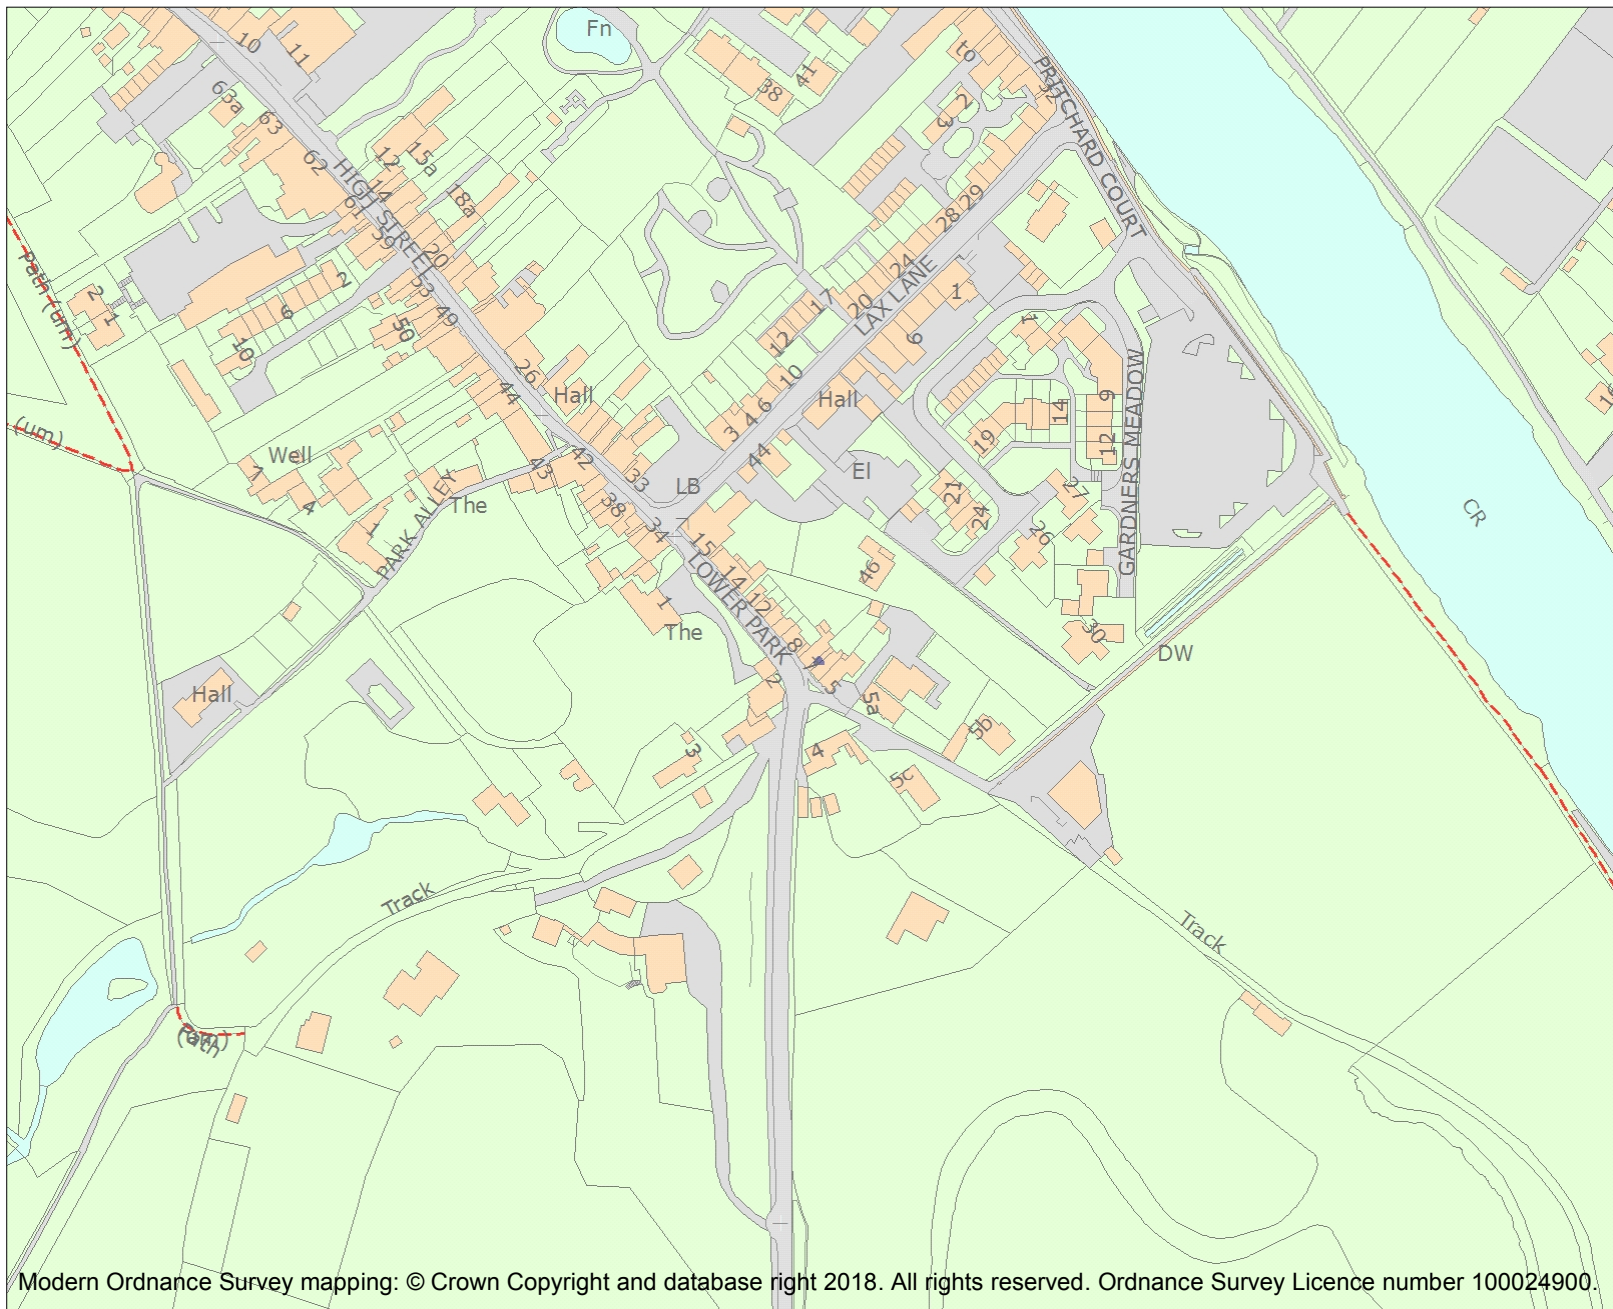 Fn
10
11
63a
63
62
HIGH STREET
12
14
15a
18a
61
59
20
53
49
50
38
41
to
2
3
32
PRITCHARD COURT
28
29
24
LAX LANE
20
17
12
10
1
6
Path (um)
2
1
2
6
10
(um)
26
44
Hall
Hall
3
4
6
44
1
14
9
12
19
GARDNERS MEADOW
Well
1
4
1
PARK ALLEY
The
43
42
33
38
34
LB
El
21
24
27
26
30
46
15
14
12
8
7
5
LOWER PARK
1
The
2
5a
5b
5c
4
3
Hall
DW
CR
Track
Track
Path
(um)
Modern Ordnance Survey mapping: © Crown Copyright and database right 2018. All rights reserved. Ordnance Survey Licence number 100024900.